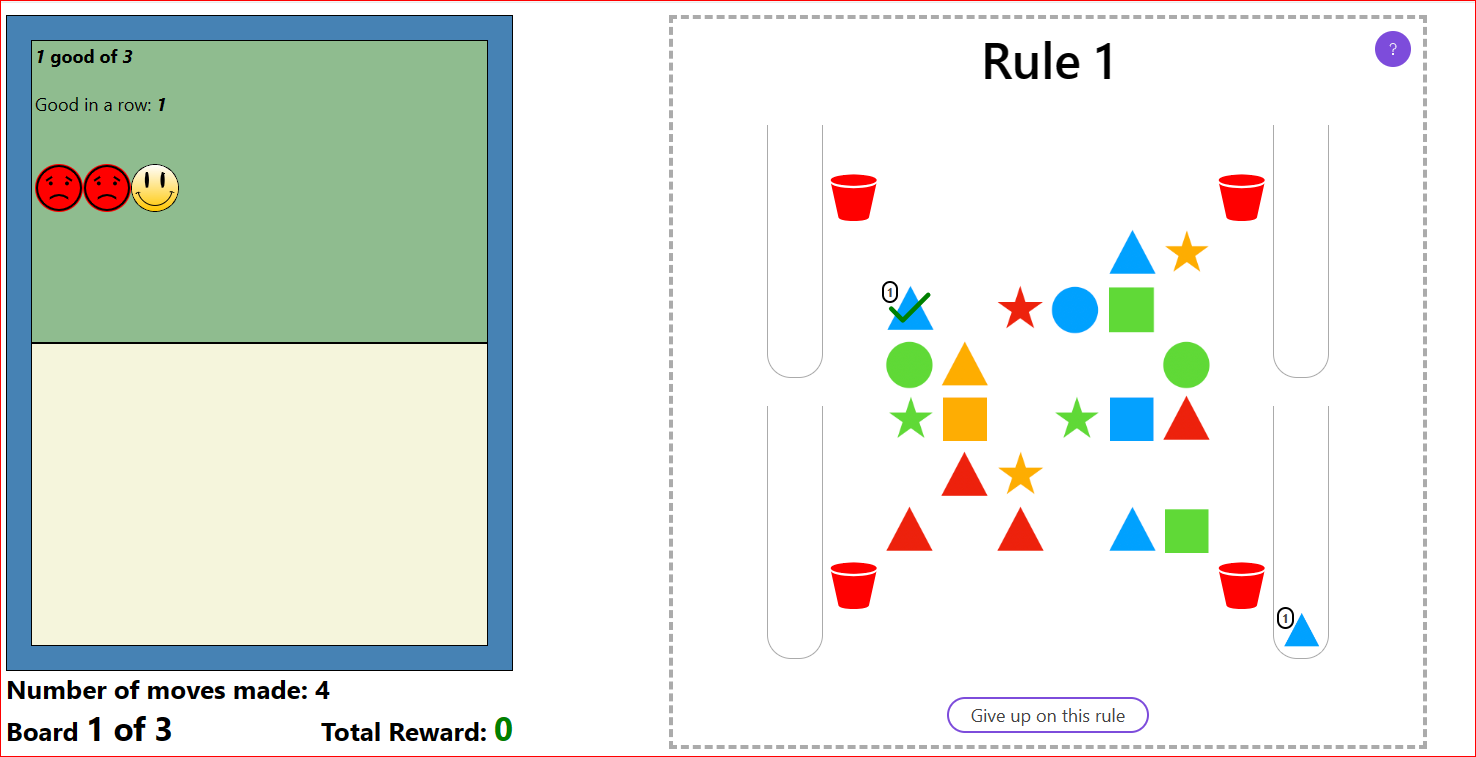 1 good of 3
Good in a row: 1
Number of moves made: 4
Board 1 of 3
Total Reward: 0
Rule 1
?
1
1
Give up on this rule